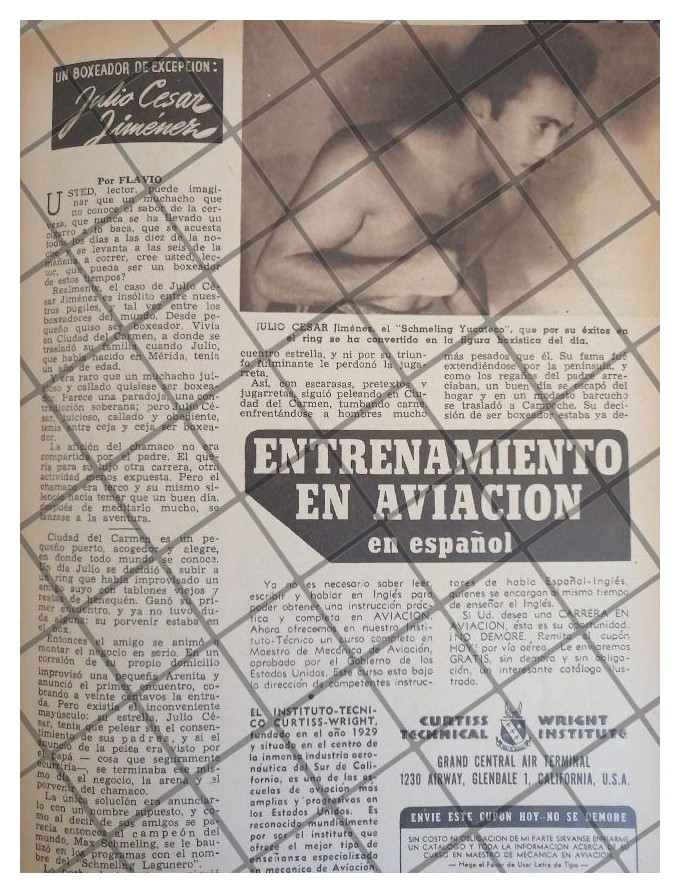 UN BOXEADOR DE EXCEPCION:
Julio Cesar
Jiménez
Por FLAVIO
USTED, lector, puede imagi-
nar que un muchacho que
no conoce el sabor de la cer-
veza, que nunca se ha llevado un
cigarro a lo baca, que se acuesta
todos los días a las diez de la no-
che y se levanta a las seis de la
mañana a correr, cree usted, lec-
tor, que pueda ser un boxeador
de estos tiempos?
Realmente, el caso de Julio Cé-
sar Jiménez es insólito entre nues-
tros púgiles, y tal vez entre los
boxeadores del mundo. Desde pe-
queño quiso ser boxeador. Vivía
en Ciudad del Carmen, a donde se
trasladó su familia cuando Julio,
que había nacido en Mérida, tenía
un año de edad.
Y era raro que un muchacho jui-
cioso y callado quisiese ser boxea-
dor. Parece una paradoja, una con-
tradicción soberana; pero Julio Cé-
sar, juicioso, callado y obediente,
tenía entre ceja y ceja ser boxea-
dor.
La afición del chamaco no era
compartida por el padre. El que-
ría para su hijo otra carrera, otra
actividad menos expuesta. Pero el
chamaco era terco y su mismo si-
lencio hacía temer que un buen día,
después de meditarlo mucho, se
lanzase a la aventura.
Ciudad del Carmen es un pe-
queño puerto, acogedor y alegre,
en donde todo mundo se conoce.
Un día Julio se decidió a subir a
un ring que había improvisado un
amigo suyo con tablones viejos y
reatas de henequén. Ganó su pri-
mer encuentro, y ya no tuvo du-
da alguna: su porvenir estaba en
el box.
Entonces el amigo se animó a
montar el negocio en serio. En un
corralón de su propio domicilio
improvisó una pequeña Arenita y
anunció el primer encuentro, co-
brando a veinte centavos la entra-
da. Pero existía el inconveniente
mayúsculo: su estrella, Julio Cé-
sar, tenía que pelear sin el consen-
timiento de sus padres, y si el
anuncio de la pelea era visto por
el papá — cosa que seguramente
ocurriría—, se terminaba ese mis-
mo día el negocio, la arena y el
porvenir del chamaco.
La única solución era anunciar-
lo con un nombre supuesto, y co-
mo al decir de sus amigos se pa-
recía entonces al campeón del
mundo, Max Schmeling, se le bau-
tizó en los programas con el nom-
bre del "Schmeling Lagunero".
JULIO CESAR Jiménez, el "Schmeling Yucateco", que por su éxitos en
el ring se ha convertido en la figura boxística del día.
cuentro estrella, y ni por su triun-
fo fulminante le perdonó la juga-
rreta.
Así, con escarasas, pretextos y
jugarretas, siguió peleando en Ciu-
dad del Carmen, tumbando carne
enfrentándose a hombres mucho
más pesados que él. Su fama fué
extendiéndose por la península, y
como los regaños del padre arre-
ciaban, un buen día se escapó del
hogar y en un modesto barcucho
se trasladó a Campeche. Su deci-
sión de ser boxeador estaba ya de-
ENTRENAMIENTO
EN AVIACION
en español
Ya no es necesario saber leer,
escribir y hablar en Inglés para
poder obtener una instrucción prác-
tica y completa en AVIACION.
Ahora ofrecemos en nuestro Insti-
tuto-Técnico un curso completo en
Maestro de Mecánica de Aviación,
aprobado por el Gobierno de los
Estados Unidos. Este curso esta bajo
la dirección de competentes instruc-
tores de habla Español-Inglés,
quienes se encargan al mismo tiempo
de enseñar el Inglés.
Si Ud. desea una CARRERA EN
AVIACION, ésta es su oportunidad.
¡NO DEMORE, Remita el cupón
HOY! por vía aérea. Le enviaremos
GRATIS, sin demora y sin obliga-
ción, un interesante catálogo ilus-
trado.
EL INSTITUTO-TECNI-
CO CURTISS-WRIGHT,
fundado en el año 1929
y situado en el centro de
la inmensa industria aero-
náutica del Sur de Cali-
fornia, es una de las es-
cuelas de aviación más
amplias y progresivas en
los Estados Unidos. Es
reconocido mundialmente
por ser el instituto que
ofrece el mejor tipo de
enseñanza especializada
en mecanica de Aviación.
CURTISS WRIGHT
TECHNICAL INSTITUTE
GRAND CENTRAL AIR TERMINAL
1230 AIRWAY, GLENDALE 1, CALIFORNIA, U.S.A.
ENVIE ESTE CUPON HOY-NO SE DEMORE
SIN COSTO NI OBLIGACION DE MI PARTE SIRVANSE ENVIARME
UN CATALOGO Y TODA LA INFORMACION ACERCA DE SU
CURSO EN MAESTRO DE MECANICA EN AVIACION.
— Haga el Favor de Usar Letra de Tipo —